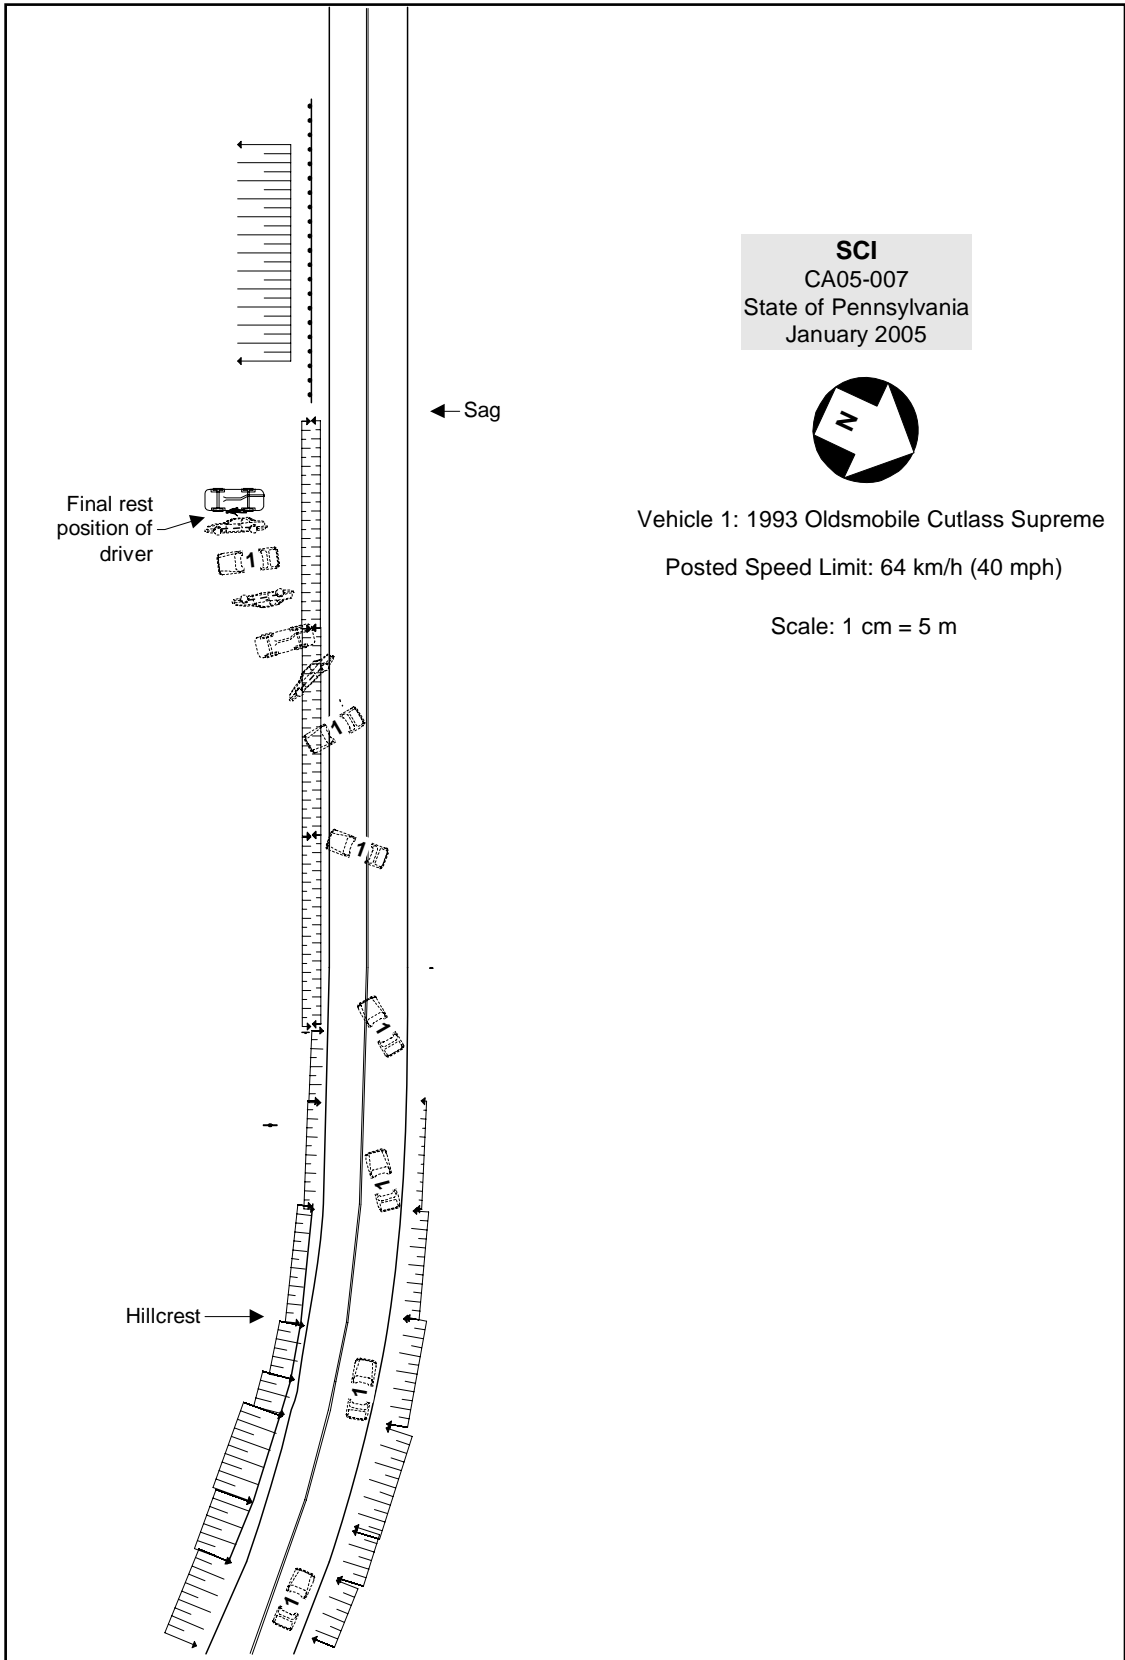 SCI
CA05-007
State of Pennsylvania
January 2005
Sag
N
Final rest
position of
driver
Vehicle 1: 1993 Oldsmobile Cutlass Supreme
Posted Speed Limit: 64 km/h (40 mph)
Scale: 1 cm = 5 m
1
1
1
1
1
Hillcrest
1
1